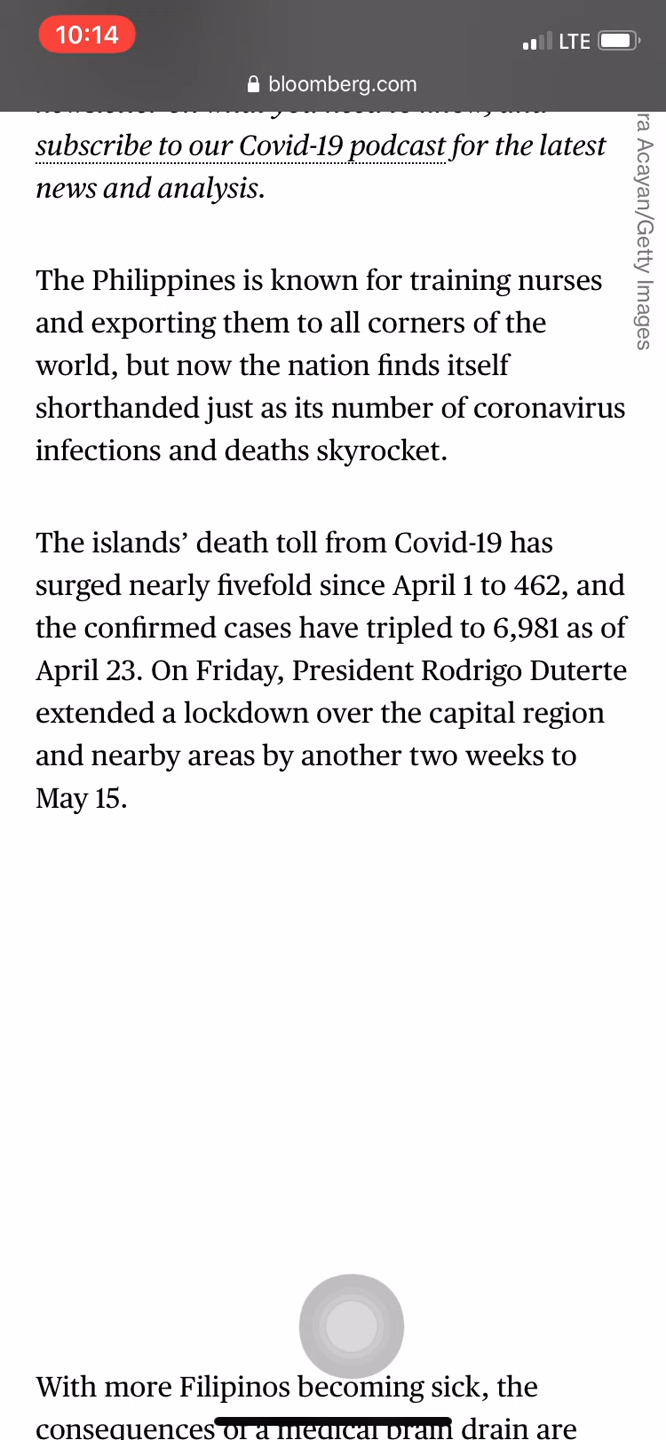 10:14
LTE
bloomberg.com
subscribe to our Covid-19 podcast for the latest
news and analysis.
ra Acayan/Getty Images
The Philippines is known for training nurses
and exporting them to all corners of the
world, but now the nation finds itself
shorthanded just as its number of coronavirus
infections and deaths skyrocket.
The islands’ death toll from Covid-19 has
surged nearly fivefold since April 1 to 462, and
the confirmed cases have tripled to 6,981 as of
April 23. On Friday, President Rodrigo Duterte
extended a lockdown over the capital region
and nearby areas by another two weeks to
May 15.
With more Filipinos becoming sick, the
consequences of a medical brain drain are